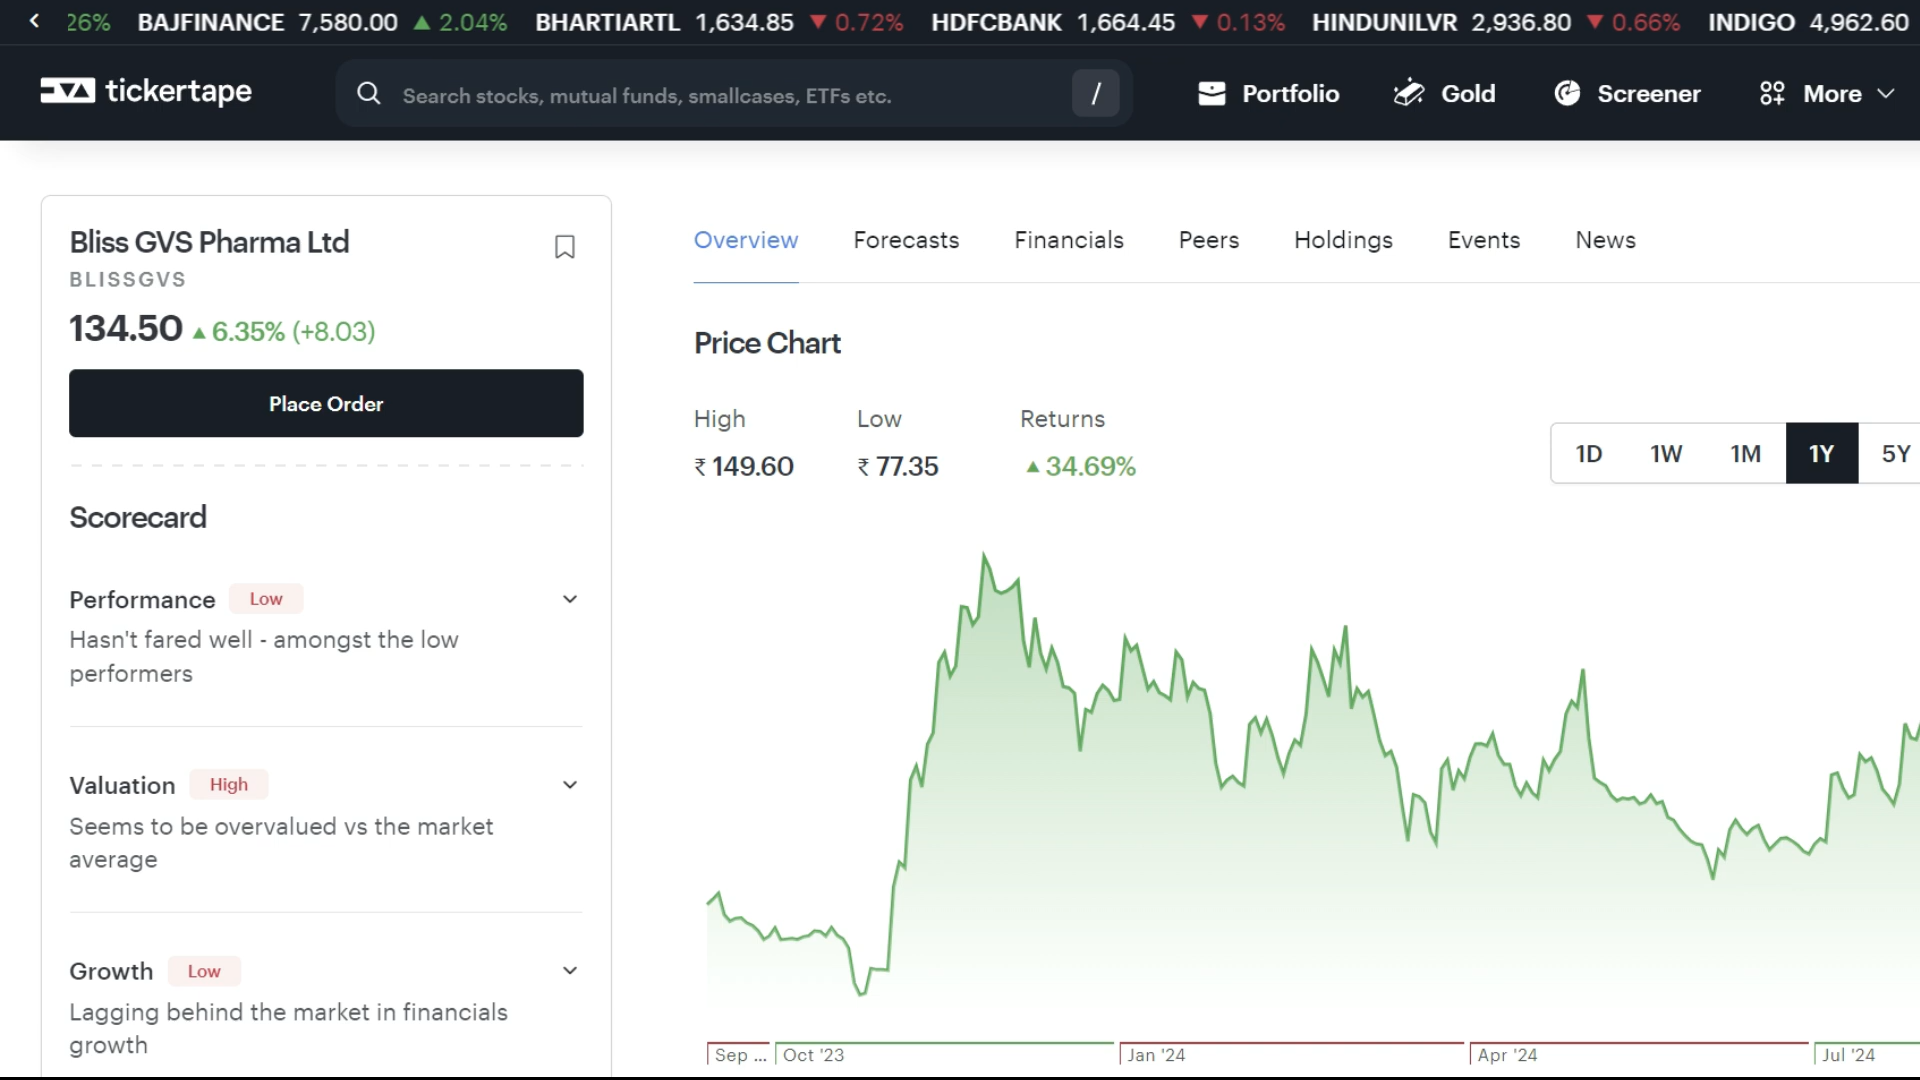 26% BAJFINANCE 7,580.00 ▲ 2.04% BHARTIARTL 1,634.85 ▼ 0.72% HDFCBANK 1,664.45 ▼ 0.13% HINDUNILVR 2,936.80 ▼ 0.66% INDIGO 4,962.60
tickertape Search stocks, mutual funds, smallcases, ETFs etc. / Portfolio Gold Screener More
Bliss GVS Pharma Ltd
BLISSGVS
134.50 ▲ 6.35% (+8.03)
Place Order
Scorecard
Performance Low
Hasn't fared well - amongst the low
performers
Valuation High
Seems to be overvalued vs the market
average
Growth Low
Lagging behind the market in financials
growth
Overview Forecasts Financials Peers Holdings Events News
Price Chart
High Low Returns
₹ 149.60 ₹ 77.35 ▲ 34.69%
1D 1W 1M 1Y 5Y
Sep ... Oct '23 Jan '24 Apr '24 Jul '24